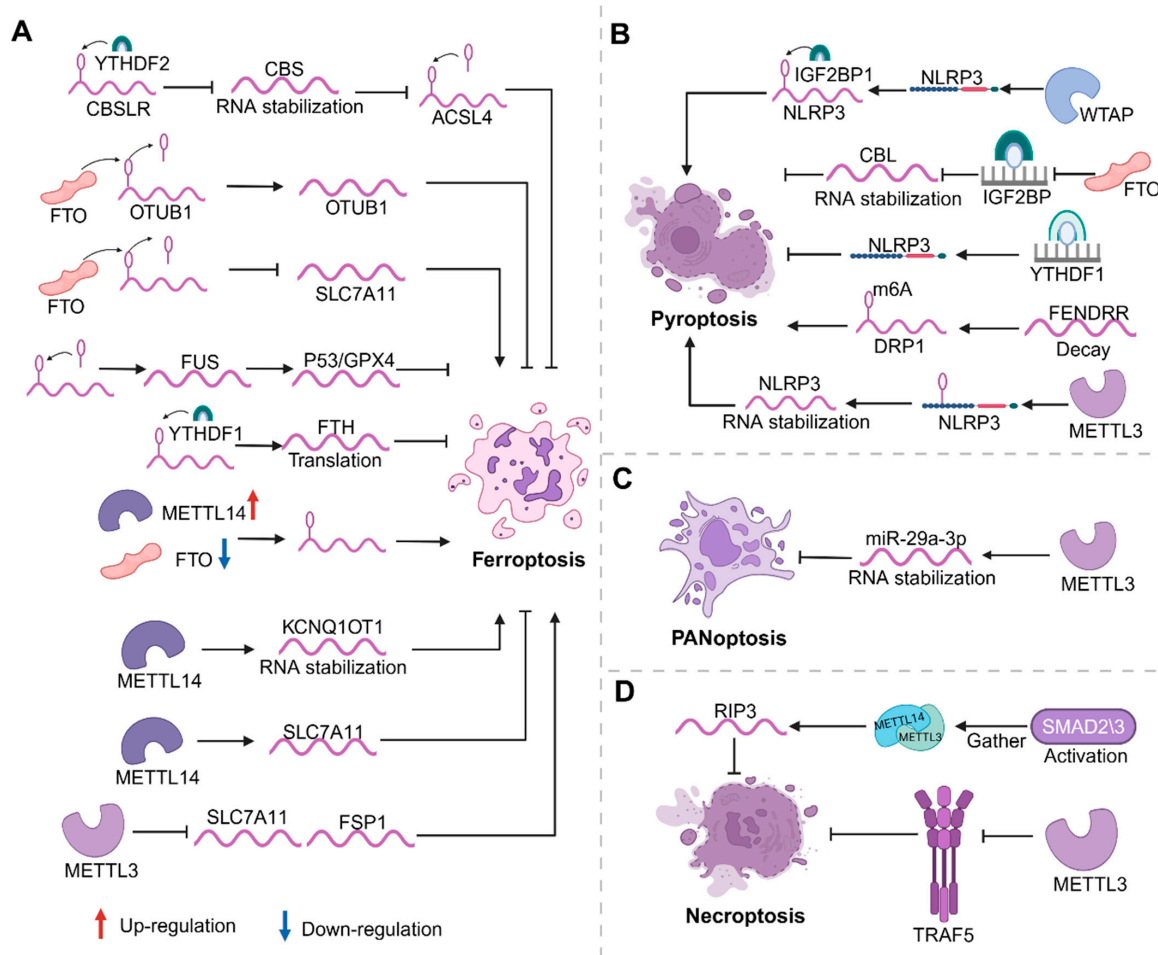 A
YTHDF2
CBSLR
CBS
RNA stabilization
ACSL4
FTO
OTUB1
OTUB1
FTO
SLC7A11
FUS
P53/GPX4
YTHDF1
FTH
Translation
METTL14
FTO
Ferroptosis
METTL14
KCNQ1OT1
RNA stabilization
METTL14
SLC7A11
METTL3
SLC7A11
FSP1
Up-regulation
Down-regulation
B
IGF2BP1
NLRP3
NLRP3
WTAP
CBL
RNA stabilization
IGF2BP
FTO
NLRP3
YTHDF1
Pyroptosis
m6A
DRP1
FENDRR
Decay
NLRP3
RNA stabilization
NLRP3
METTL3
C
miR-29a-3p
RNA stabilization
METTL3
PANoptosis
D
RIP3
METTL14
METTL3
Gather
SMAD2\3
Activation
Necroptosis
TRAF5
METTL3